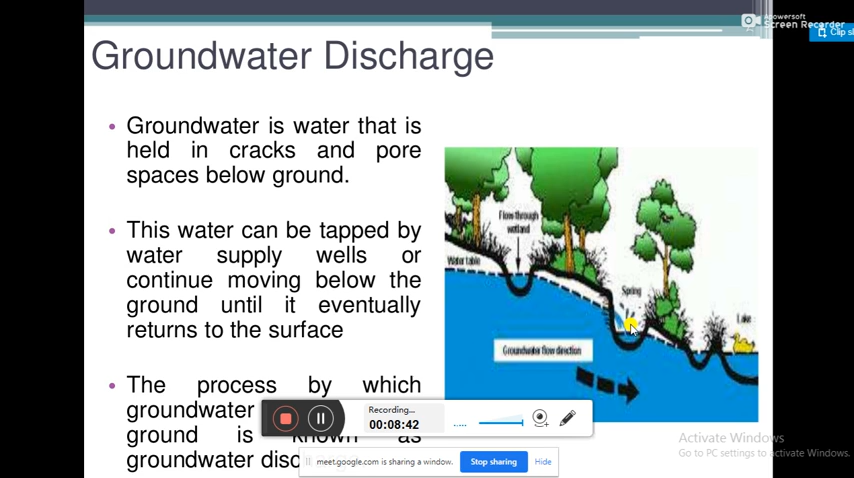 Apowersoft
Screen Recorder
Clip sl
Groundwater Discharge
• Groundwater is water that is
held in cracks and pore
spaces below ground.
• This water can be tapped by
water supply wells or
continue moving below the
ground until it eventually
returns to the surface
• The process by which
groundwater
ground is known as
groundwater disc
Flow through
wetland
Water table
Spring
Lake
Groundwater flow direction
Recording...
00:08:42
meet.google.com is sharing a window.
Stop sharing
Hide
Activate Windows
Go to PC settings to activate Windows.